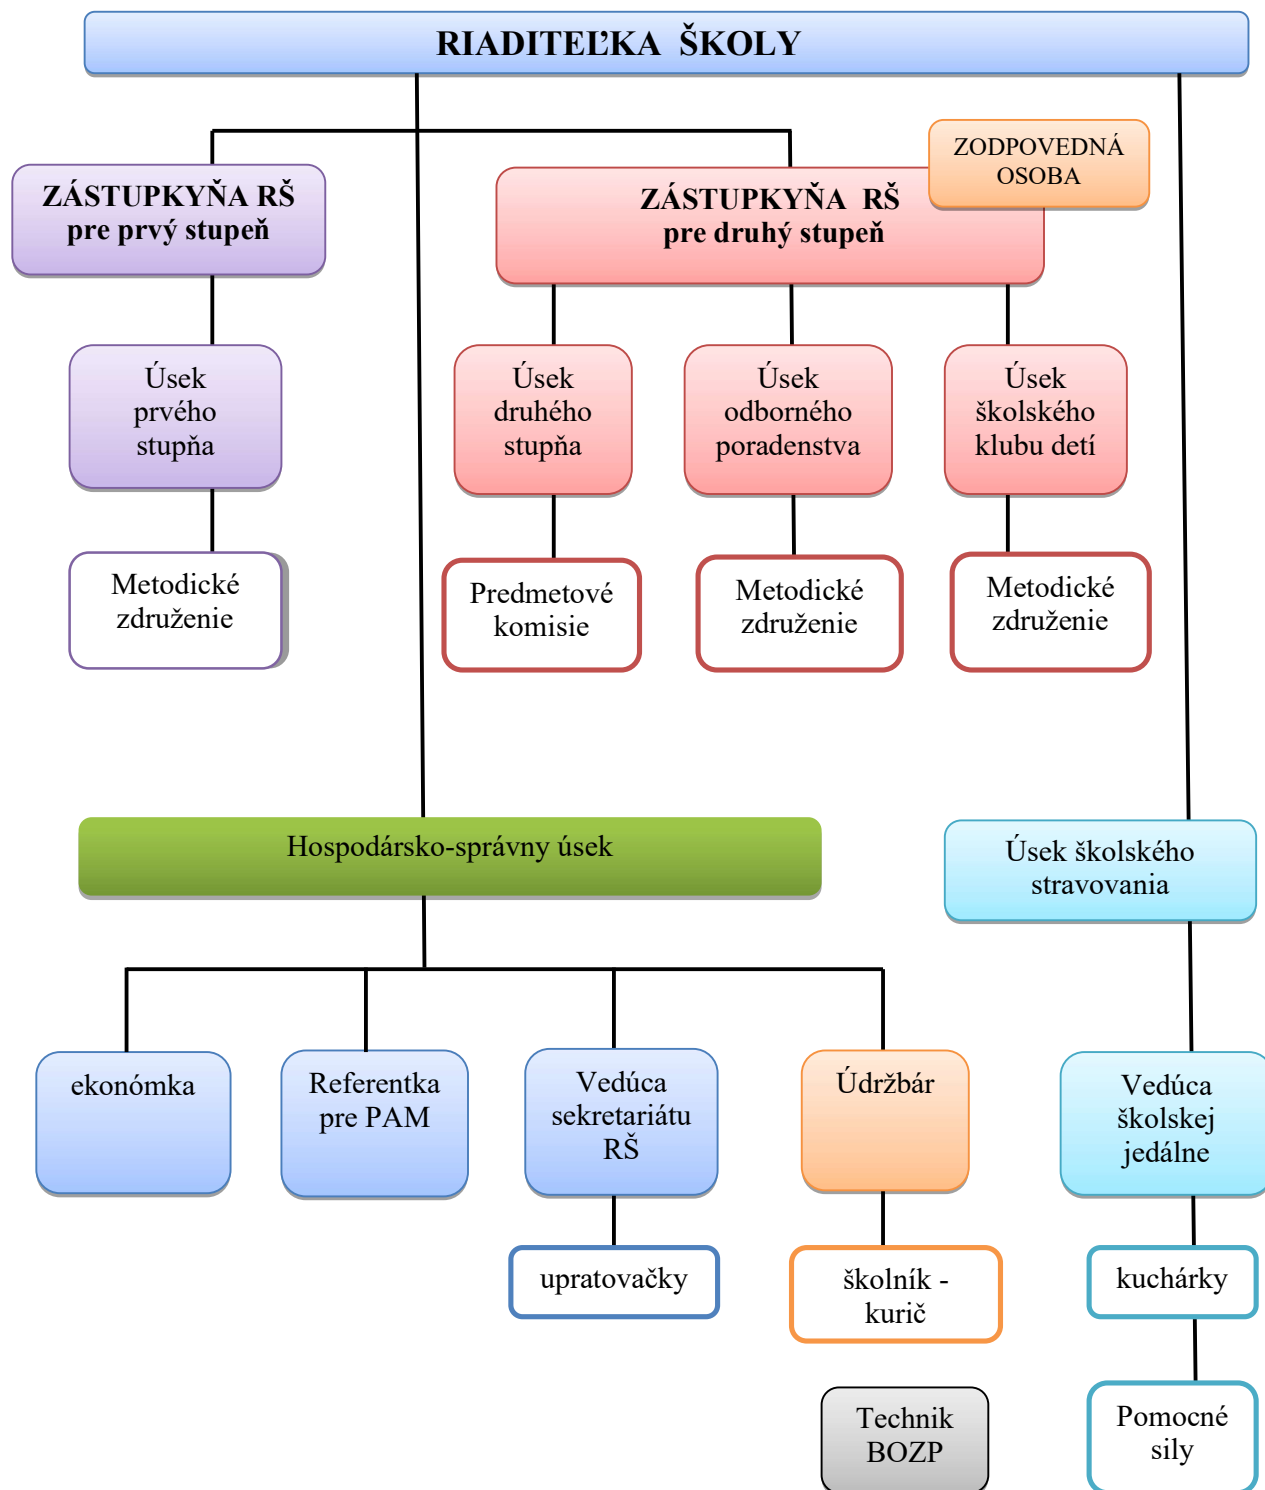 RIADITEĽKA ŠKOLY
ZODPOVEDNÁ
OSOBA
ZÁSTUPKYŇA RŠ
pre prvý stupeň
ZÁSTUPKYŇA RŠ
pre druhý stupeň
Úsek
prvého
stupňa
Úsek
druhého
stupňa
Úsek
odborného
poradenstva
Úsek
školského
klubu detí
Metodické
združenie
Predmetové
komisie
Metodické
združenie
Metodické
združenie
Hospodársko-správny úsek
Úsek školského
stravovania
ekonómka
Referentka
pre PAM
Vedúca
sekretariátu
RŠ
Údržbár
Vedúca
školskej
jedálne
upratovačky
školník -
kurič
kuchárky
Technik
BOZP
Pomocné
sily